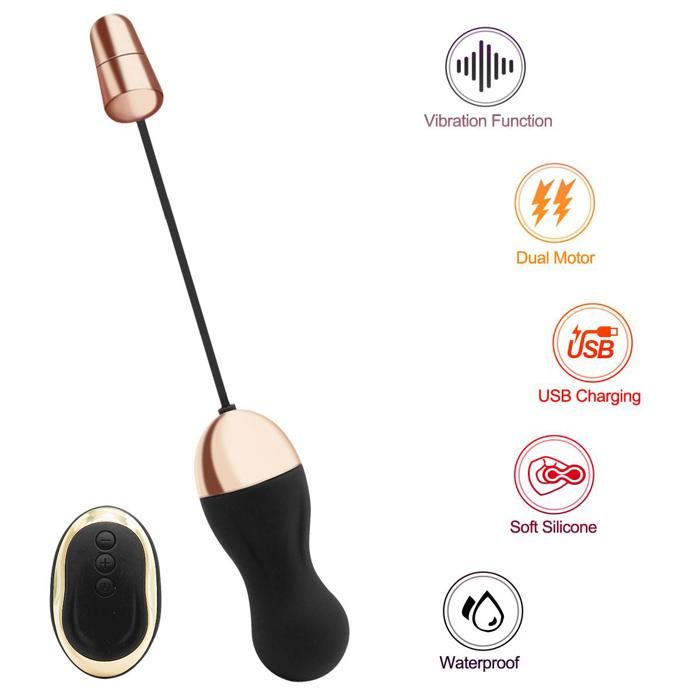 Vibration Function
Dual Motor
USB
USB Charging
Soft Silicone
Waterproof